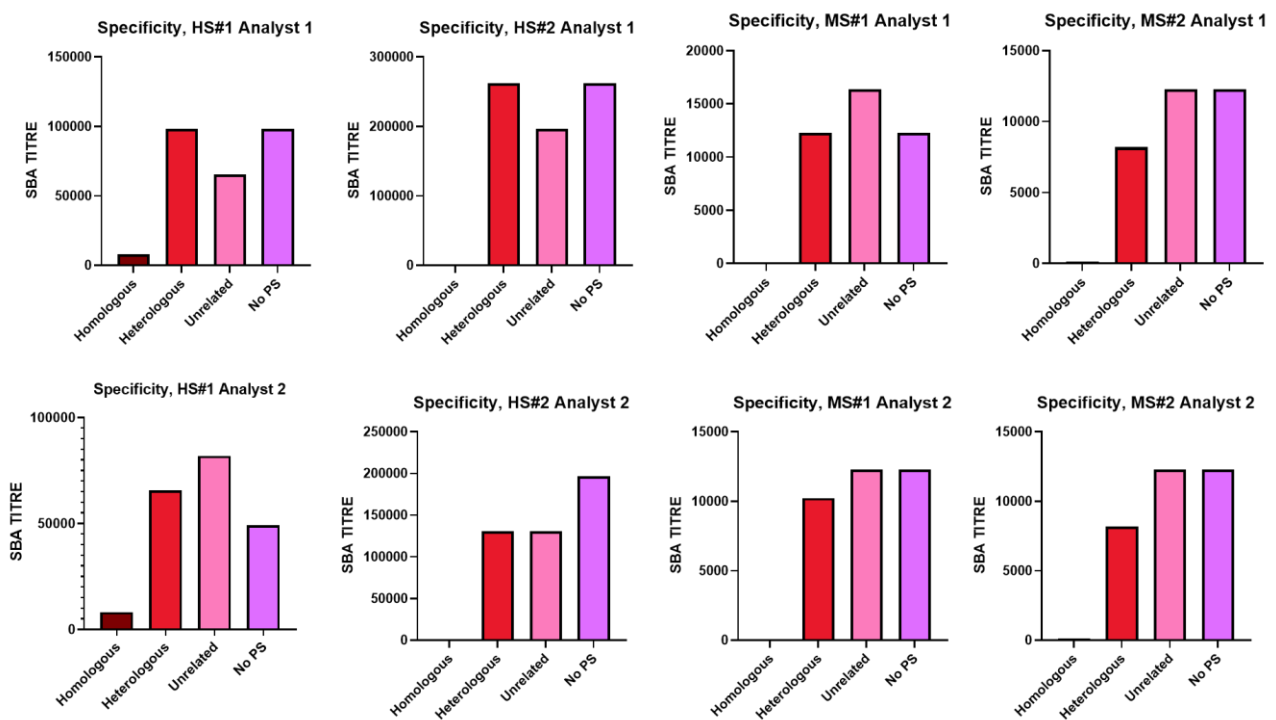 Specificity, HS#1 Analyst 1
SBA TITRE
150000
100000
50000
0
Homologous
Heterologous
Unrelated
No PS
Specificity, HS#2 Analyst 1
SBA TITRE
300000
200000
100000
0
Homologous
Heterologous
Unrelated
No PS
Specificity, MS#1 Analyst 1
SBA TITRE
20000
15000
10000
5000
0
Homologous
Heterologous
Unrelated
No PS
Specificity, MS#2 Analyst 1
SBA TITRE
15000
10000
5000
0
Homologous
Heterologous
Unrelated
No PS
Specificity, HS#1 Analyst 2
SBA TITRE
100000
50000
0
Homologous
Heterologous
Unrelated
No PS
Specificity, HS#2 Analyst 2
SBA TITRE
250000
200000
150000
100000
50000
0
Homologous
Heterologous
Unrelated
No PS
Specificity, MS#1 Analyst 2
SBA TITRE
15000
10000
5000
0
Homologous
Heterologous
Unrelated
No PS
Specificity, MS#2 Analyst 2
SBA TITRE
15000
10000
5000
0
Homologous
Heterologous
Unrelated
No PS